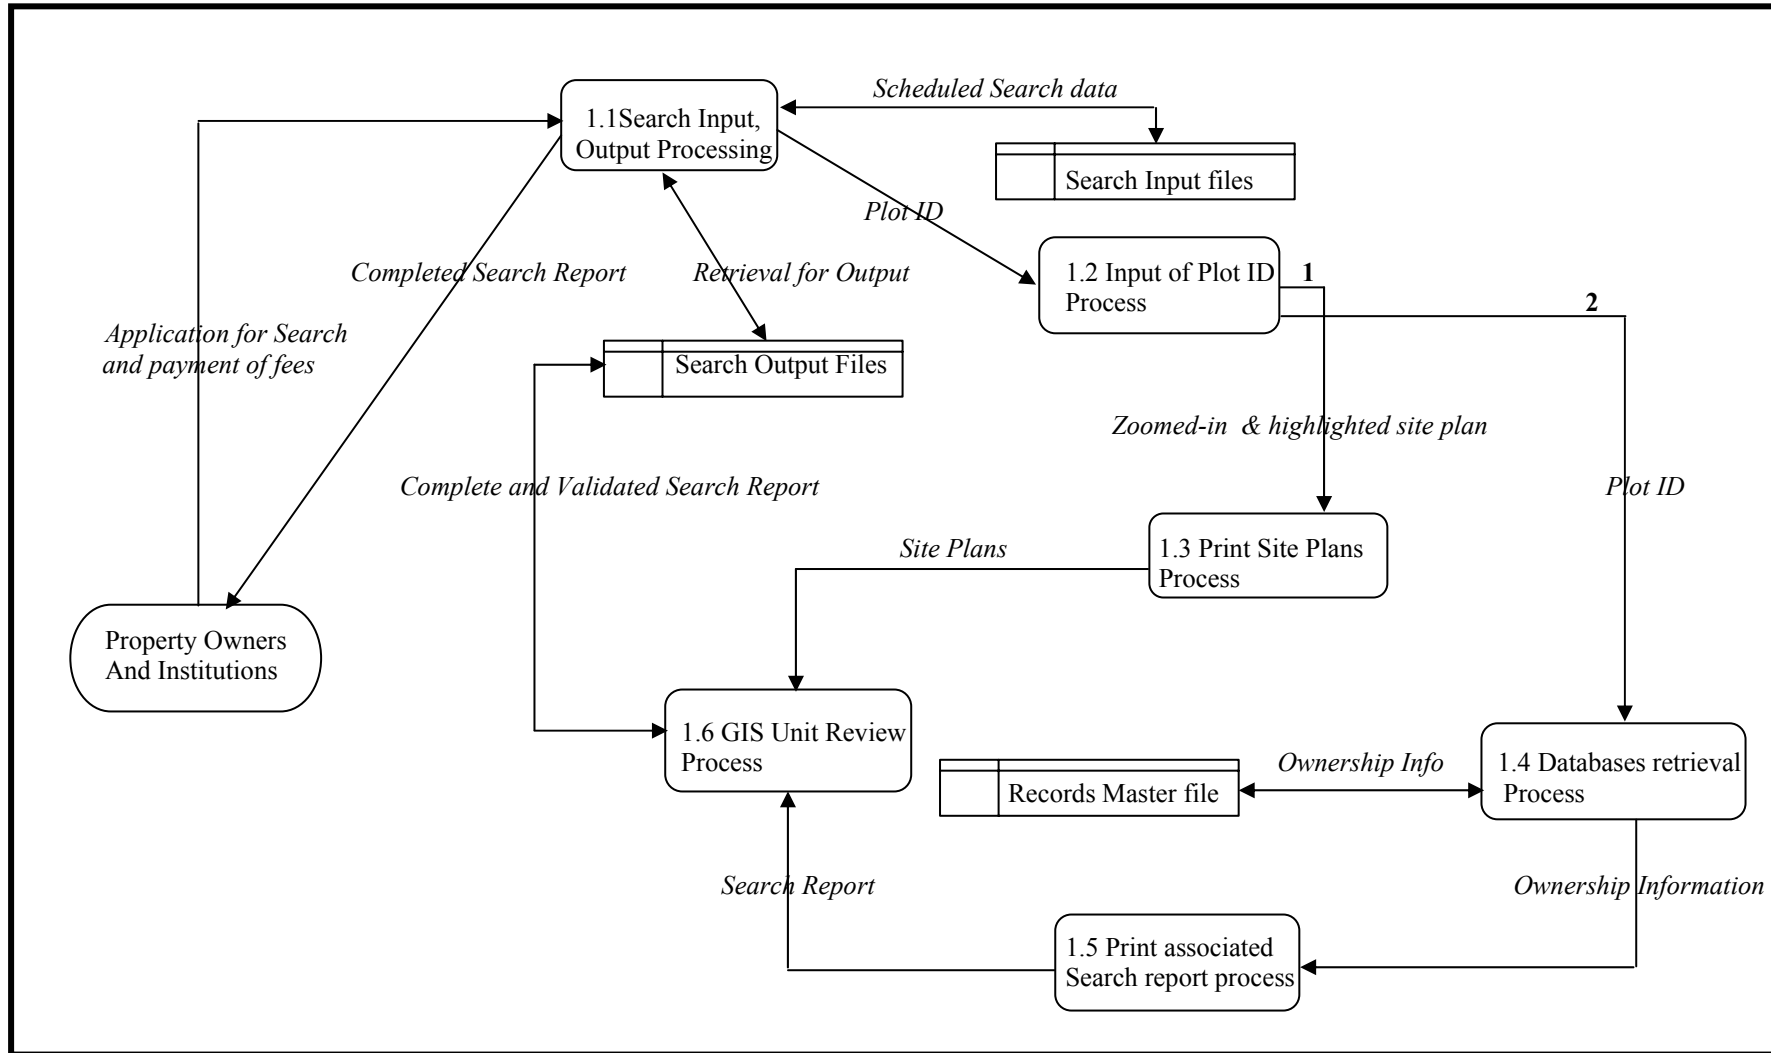 Scheduled Search data
1.1Search Input,
Output Processing
Search Input files
Plot ID
Completed Search Report
Retrieval for Output
1.2 Input of Plot ID
Process
1
2
Application for Search
and payment of fees
Search Output Files
Zoomed-in & highlighted site plan
Complete and Validated Search Report
Plot ID
Site Plans
1.3 Print Site Plans
Process
Property Owners
And Institutions
1.6 GIS Unit Review
Process
Ownership Info
1.4 Databases retrieval
Process
Records Master file
Search Report
Ownership Information
1.5 Print associated
Search report process